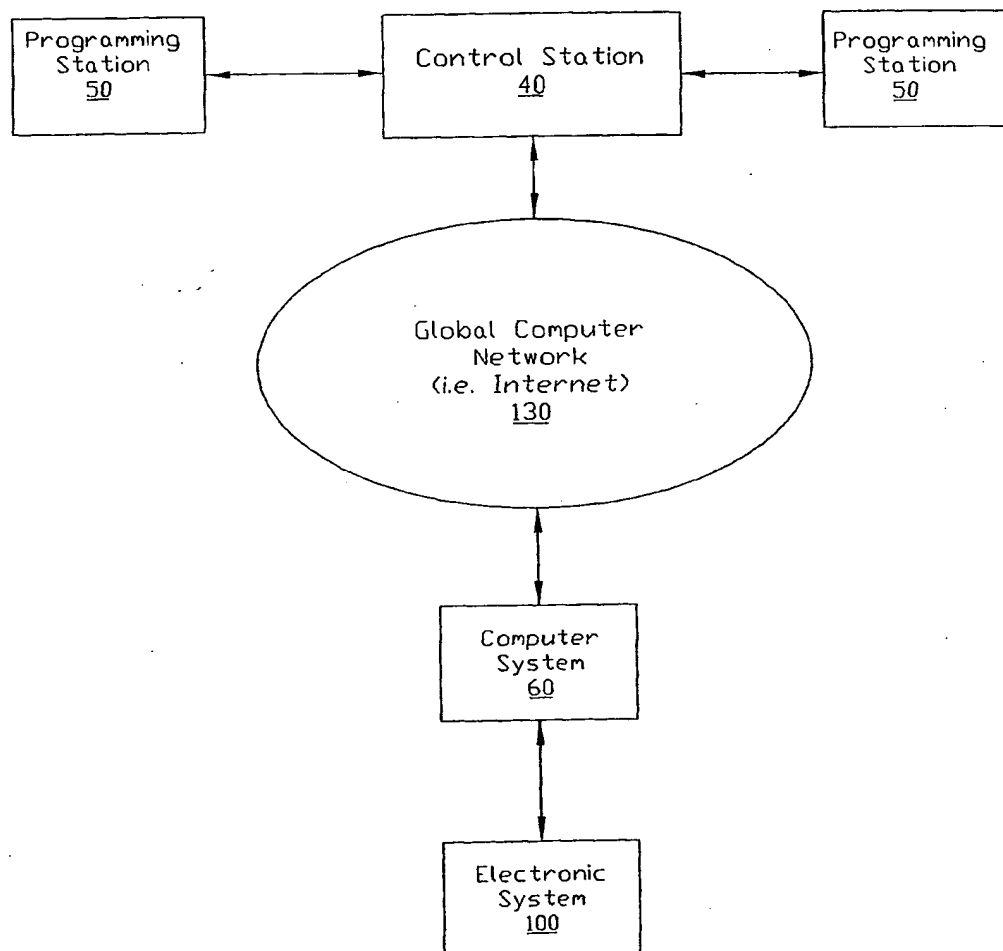 Programming
Station
50
Control Station
40
Programming
Station
50
Global Computer
Network
(i.e. Internet)
130
Computer
System
60
Electronic
System
100